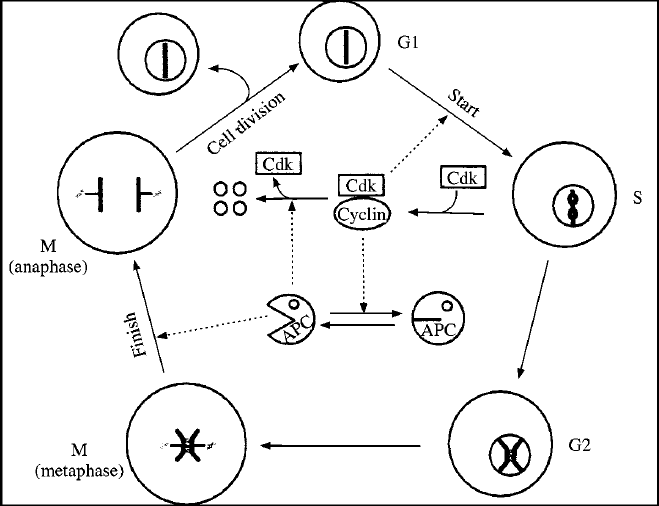 G1
Start
Cell division
Cdk
Cdk
Cdk
Cyclin
S
M
(anaphase)
Finish
APC
APC
M
(metaphase)
G2